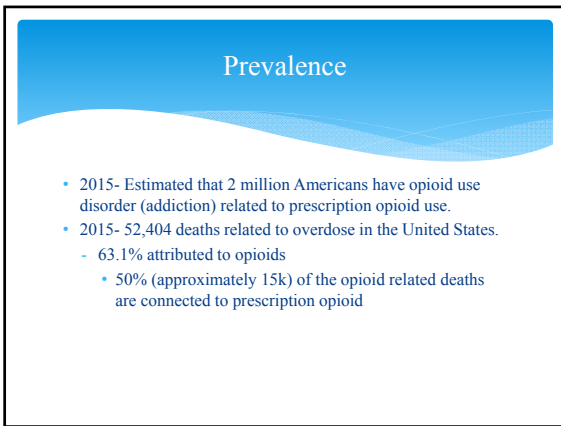 Prevalence
• 2015- Estimated that 2 million Americans have opioid use
disorder (addiction) related to prescription opioid use.
• 2015- 52,404 deaths related to overdose in the United States.
- 63.1% attributed to opioids
• 50% (approximately 15k) of the opioid related deaths
are connected to prescription opioid